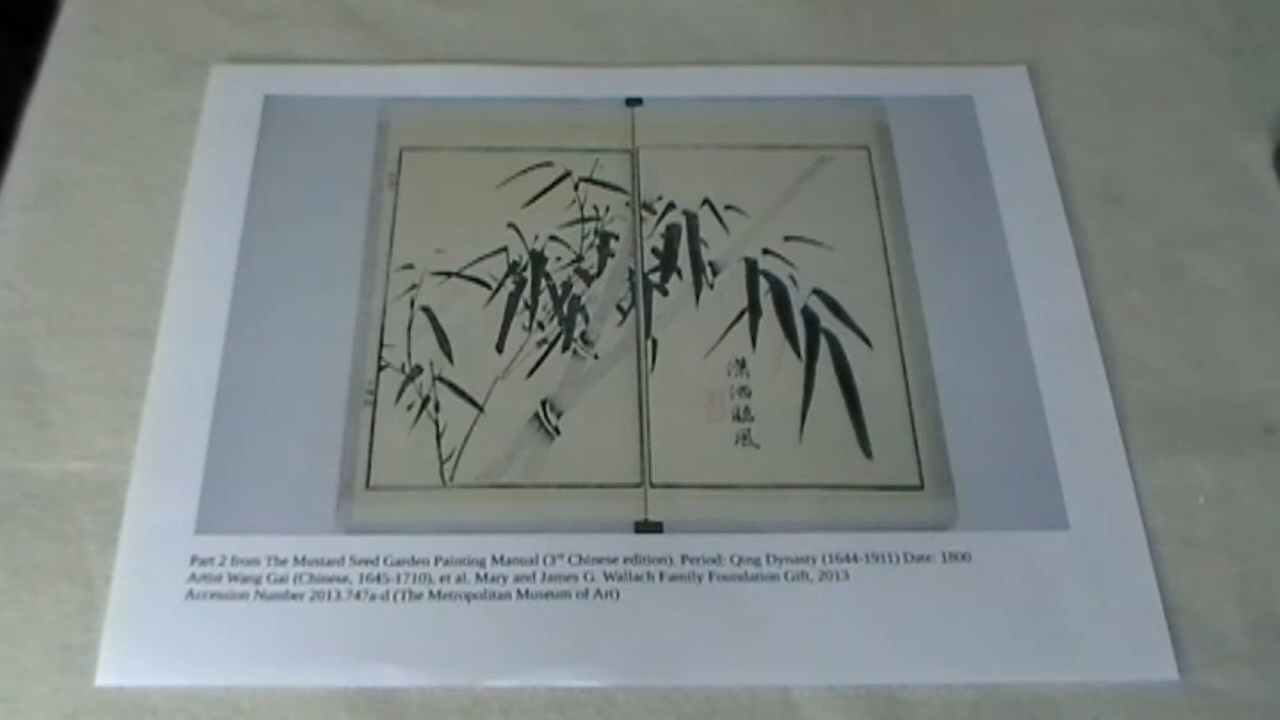 瀟洒臨風
Part 2 from The Mustard Seed Garden Painting Manual (3rd Chinese edition). Period: Qing Dynasty (1644-1911) Date: 1800
Artist Wang Gai (Chinese, 1645-1710), et al. Mary and James G. Wallach Family Foundation Gift, 2013
Accession Number 2013.747a-d (The Metropolitan Museum of Art)